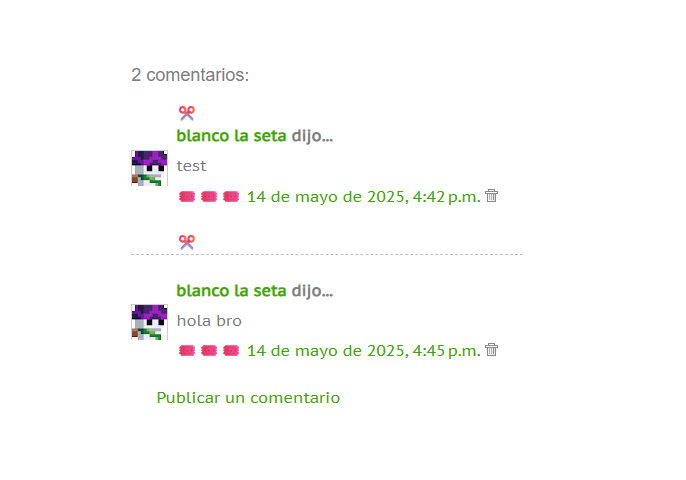 2 comentarios:
blanco la seta dijo...
test
14 de mayo de 2025, 4:42 p.m.
blanco la seta dijo...
hola bro
14 de mayo de 2025, 4:45 p.m.
Publicar un comentario